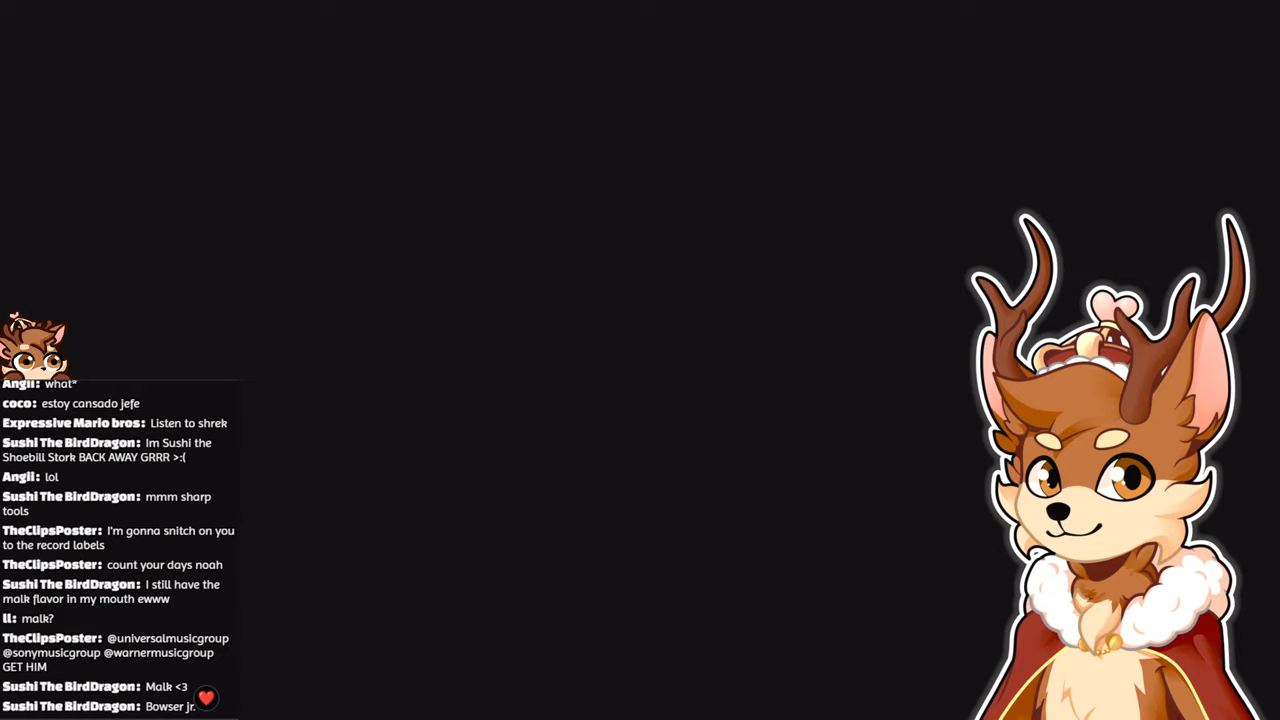 Angii: what*
coco: estoy cansado jefe
Expressive Mario bros: Listen to shrek
Sushi The BirdDragon: Im Sushi the
Shoebill Stork BACK AWAY GRRR >:(
Angii: lol
Sushi The BirdDragon: mmm sharp
tools
TheClipsPoster: I'm gonna snitch on you
to the record labels
TheClipsPoster: count your days noah
Sushi The BirdDragon: I still have the
malk flavor in my mouth ewww
ll: malk?
TheClipsPoster: @universalmusicgroup
@sonymusicgroup @warnermusicgroup
GET HIM
Sushi The BirdDragon: Malk <3
Sushi The BirdDragon: Bowser jr.